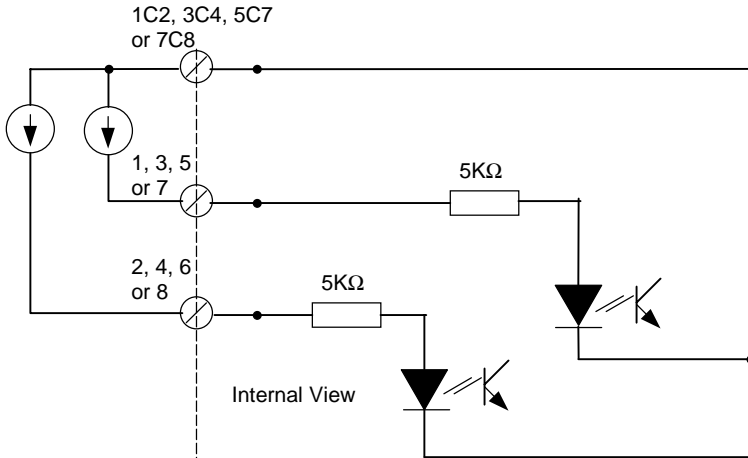 1C2, 3C4, 5C7
or 7C8
1, 3, 5
or 7
5KΩ
2, 4, 6
or 8
5KΩ
Internal View